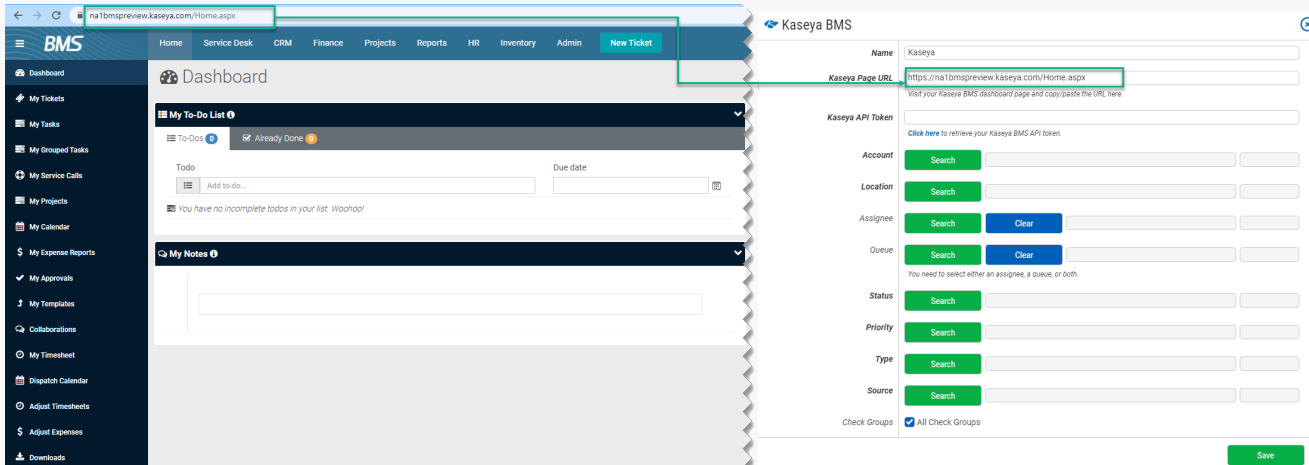 na1bmspreview.kaseya.com/Home.aspx
BMS
Home Service Desk CRM Finance Projects Reports HR Inventory Admin New Ticket
Dashboard
My Tickets
My Tasks
My Grouped Tasks
My Service Calls
My Projects
My Calendar
My Expense Reports
My Approvals
My Templates
Collaborations
My Timesheet
Dispatch Calendar
Adjust Timesheets
Adjust Expenses
Downloads
Dashboard
My To-Do List
To-Dos 0 Already Done 0
Todo Due date
Add to-do...
You have no incomplete todos in your list. Woohoo!
My Notes
Kaseya BMS
Name Kaseya
Kaseya Page URL https://na1bmspreview.kaseya.com/Home.aspx
Visit your Kaseya BMS dashboard page and copy/paste the URL here.
Kaseya API Token
Click here to retrieve your Kaseya BMS API token.
Account Search
Location Search
Assignee Search Clear
Queue Search Clear
You need to select either an assignee, a queue, or both.
Status Search
Priority Search
Type Search
Source Search
Check Groups All Check Groups
Save